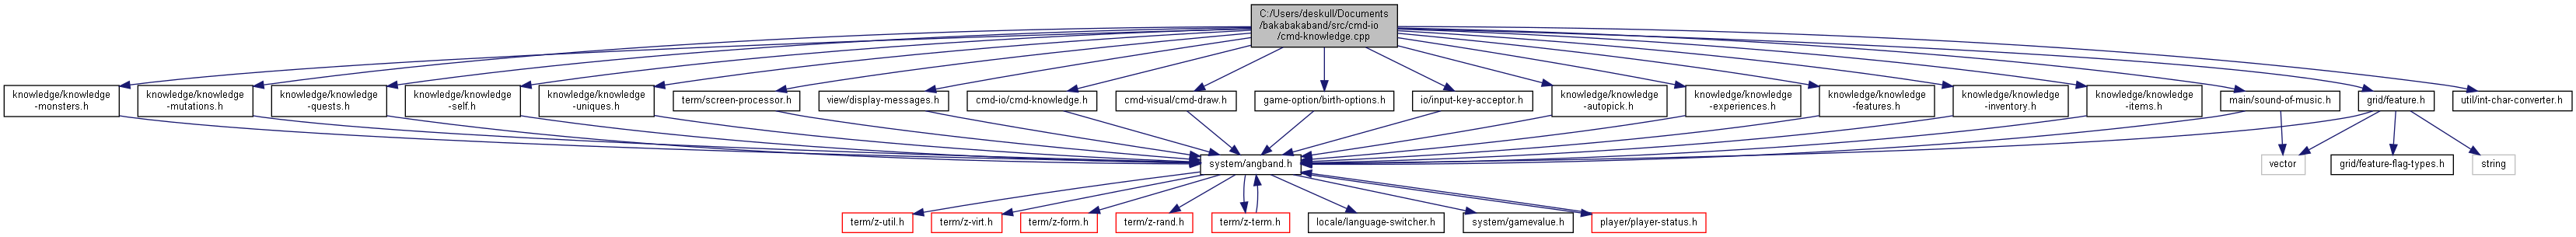 C:/Users/deskull/Documents
/bakabakaband/src/cmd-io
/cmd-knowledge.cpp
knowledge/knowledge
-monsters.h
knowledge/knowledge
-mutations.h
knowledge/knowledge
-quests.h
knowledge/knowledge
-self.h
knowledge/knowledge
-uniques.h
term/screen-processor.h
view/display-messages.h
cmd-io/cmd-knowledge.h
cmd-visual/cmd-draw.h
game-option/birth-options.h
io/input-key-acceptor.h
knowledge/knowledge
-autopick.h
knowledge/knowledge
-experiences.h
knowledge/knowledge
-features.h
knowledge/knowledge
-inventory.h
knowledge/knowledge
-items.h
main/sound-of-music.h
grid/feature.h
util/int-char-converter.h
system/angband.h
vector
grid/feature-flag-types.h
string
term/z-util.h
term/z-virt.h
term/z-form.h
term/z-rand.h
term/z-term.h
locale/language-switcher.h
system/gamevalue.h
player/player-status.h